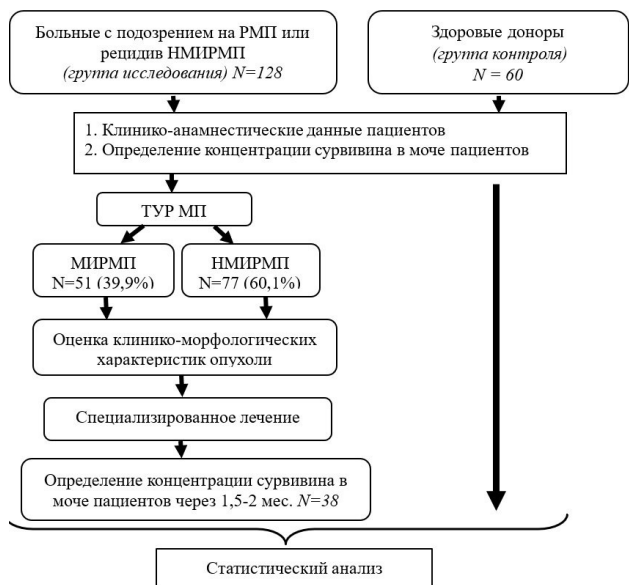 Больные с подозрением на РМП или
рецидив НМИРМП
(группа исследования) N=128
Здоровые доноры
(группа контроля)
N = 60
1. Клинико-анамнестические данные пациентов
2. Определение концентрации сурвивина в моче пациентов
ТУР МП
МИРМП
N=51 (39,9%)
НМИРМП
N=77 (60,1%)
Оценка клинико-морфологических
характеристик опухоли
Специализированное лечение
Определение концентрации сурвивина в
моче пациентов через 1,5-2 мес. N=38
Статистический анализ